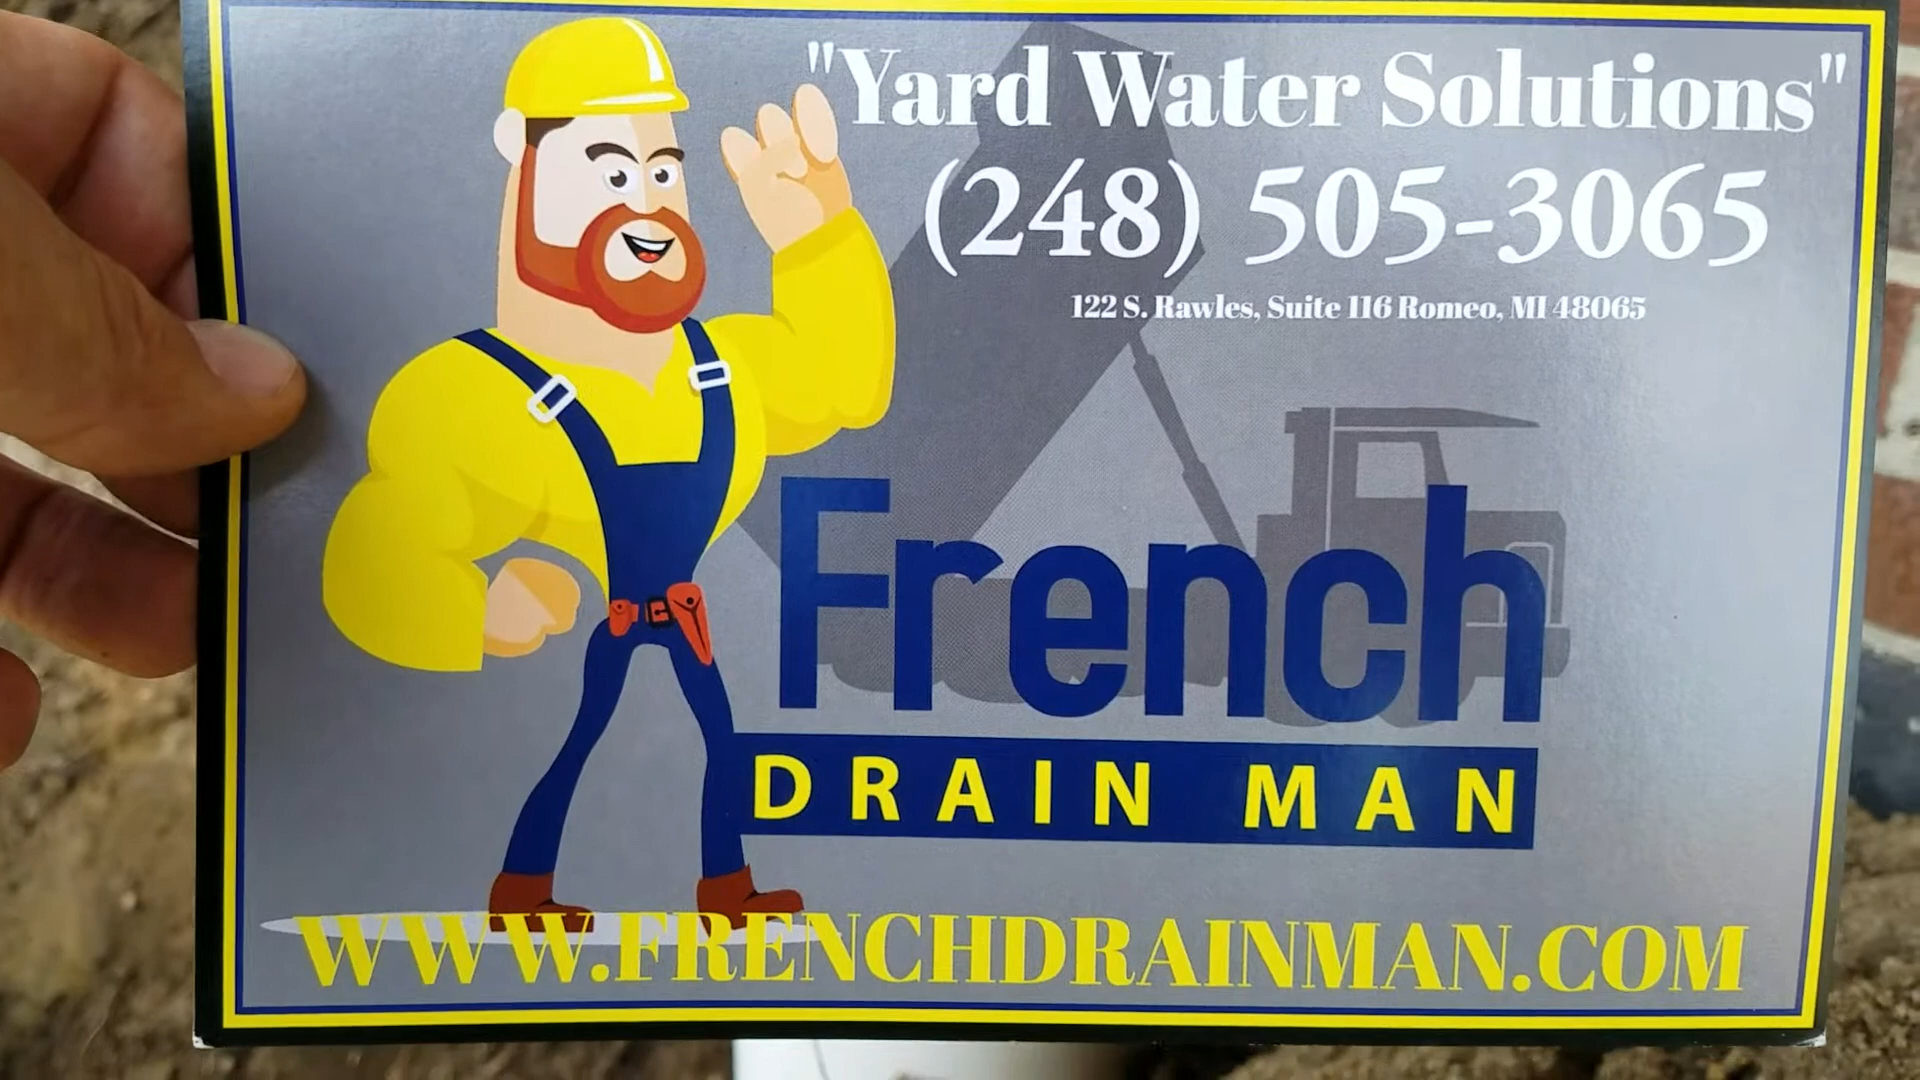 "Yard Water Solutions"
(248) 505-3065
122 S. Rawles, Suite 116 Romeo, MI 48065
French
DRAIN MAN
WWW.FRENCHDRAINMAN.COM